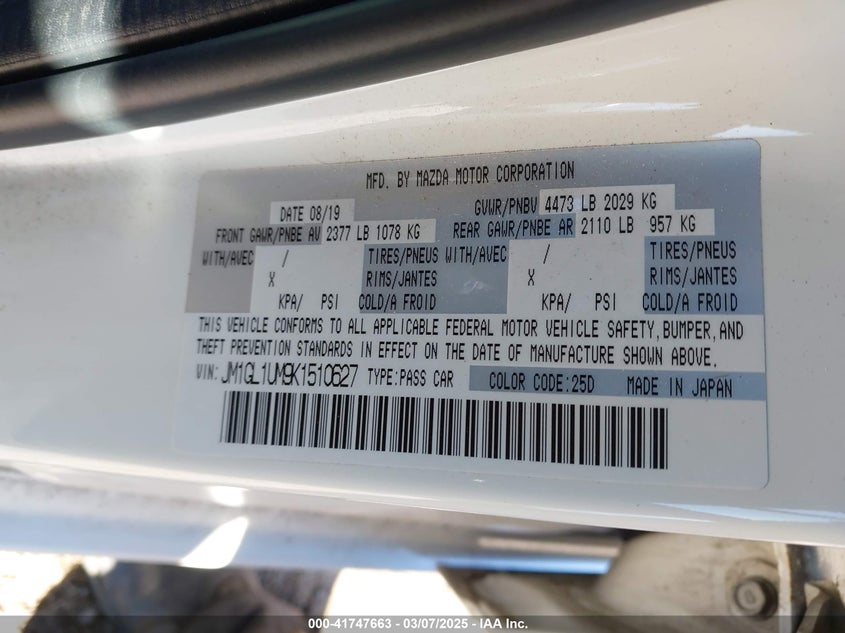 MFD. BY MAZDA MOTOR CORPORATION
DATE 08/19 GVWR/PNBV 4473 LB 2029 KG
FRONT GAWR/PNBE AV 2377 LB 1078 KG REAR GAWR/PNBE AR 2110 LB 957 KG
WITH/AVEC / TIRES/PNEUS WITH/AVEC / TIRES/PNEUS
X RIMS/JANTES X RIMS/JANTES
KPA/ PSI COLD/A FROID KPA/ PSI COLD/A FROID
THIS VEHICLE CONFORMS TO ALL APPLICABLE FEDERAL MOTOR VEHICLE SAFETY,BUMPER,AND
THEFT PREVENTION STANDARDS IN EFFECT ON THE DATE OF MANUFACTURE SHOWN ABOVE.
VIN: JM1GL1UM9K1510627 TYPE:PASS CAR COLOR CODE:25D MADE IN JAPAN
000-41747663 - 03/07/2025 - IAA Inc.